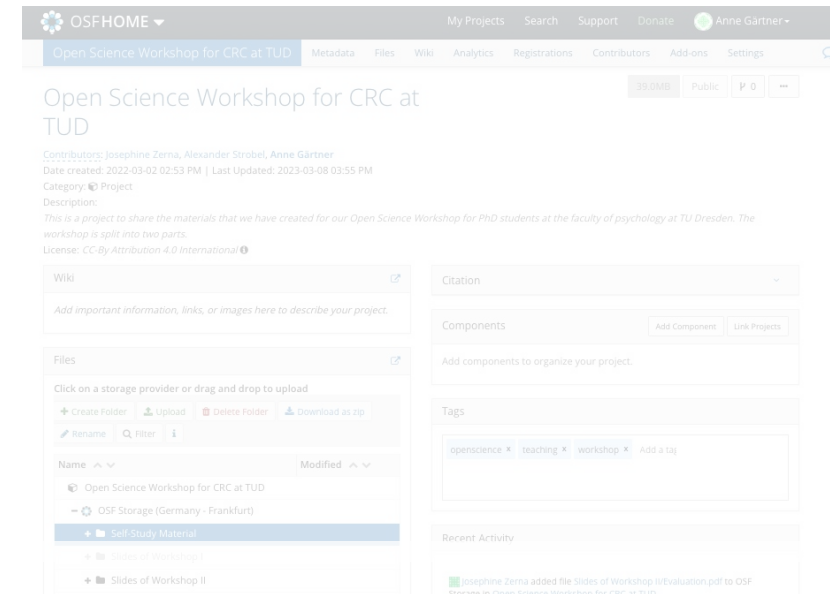 OSFHOME
My Projects Search Support Donate Anne Gärtner
Open Science Workshop for CRC at TUD Metadata Files Wiki Analytics Registrations Contributors Add-ons Settings
Open Science Workshop for CRC at
TUD
39.0MB Public 0 ...
Contributors: Josephine Zerna, Alexander Strobel, Anne Gärtner
Date created: 2022-03-02 02:53 PM | Last Updated: 2023-03-08 03:55 PM
Category: Project
Description:
This is a project to share the materials that we have created for our Open Science Workshop for PhD students at the faculty of psychology at TU Dresden. The
workshop is split into two parts.
License: CC-By Attribution 4.0 International
Wiki
Add important information, links, or images here to describe your project.
Files
Click on a storage provider or drag and drop to upload
+ Create Folder Upload Delete Folder Download as zip
Rename Filter i
Name Modified
Open Science Workshop for CRC at TUD
- OSF Storage (Germany - Frankfurt)
+ Self-Study Material
+ Slides of Workshop I
+ Slides of Workshop II
Citation
Components Add Component Link Projects
Add components to organize your project.
Tags
openscience x teaching x workshop x Add a tag
Recent Activity
Josephine Zerna added file Slides of Workshop II/Evaluation.pdf to OSF
Storage in Open Science Workshop for CRC at TUD